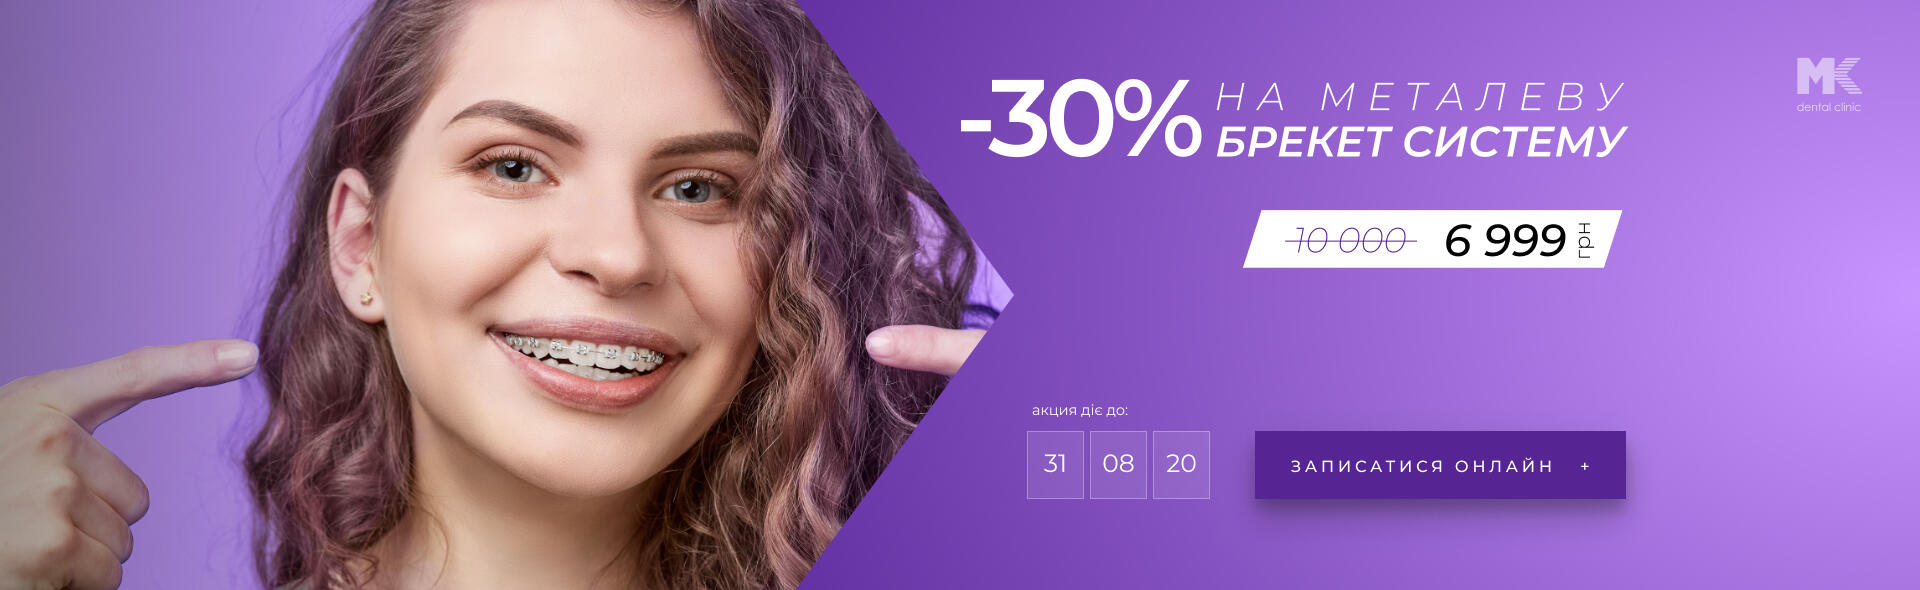 -30% НА МЕТАЛЕВУ
БРЕКЕТ СИСТЕМУ
MK
dental clinic
10 000 6 999 грн
акция діє до:
31 08 20
ЗАПИСАТИСЯ ОНЛАЙН +